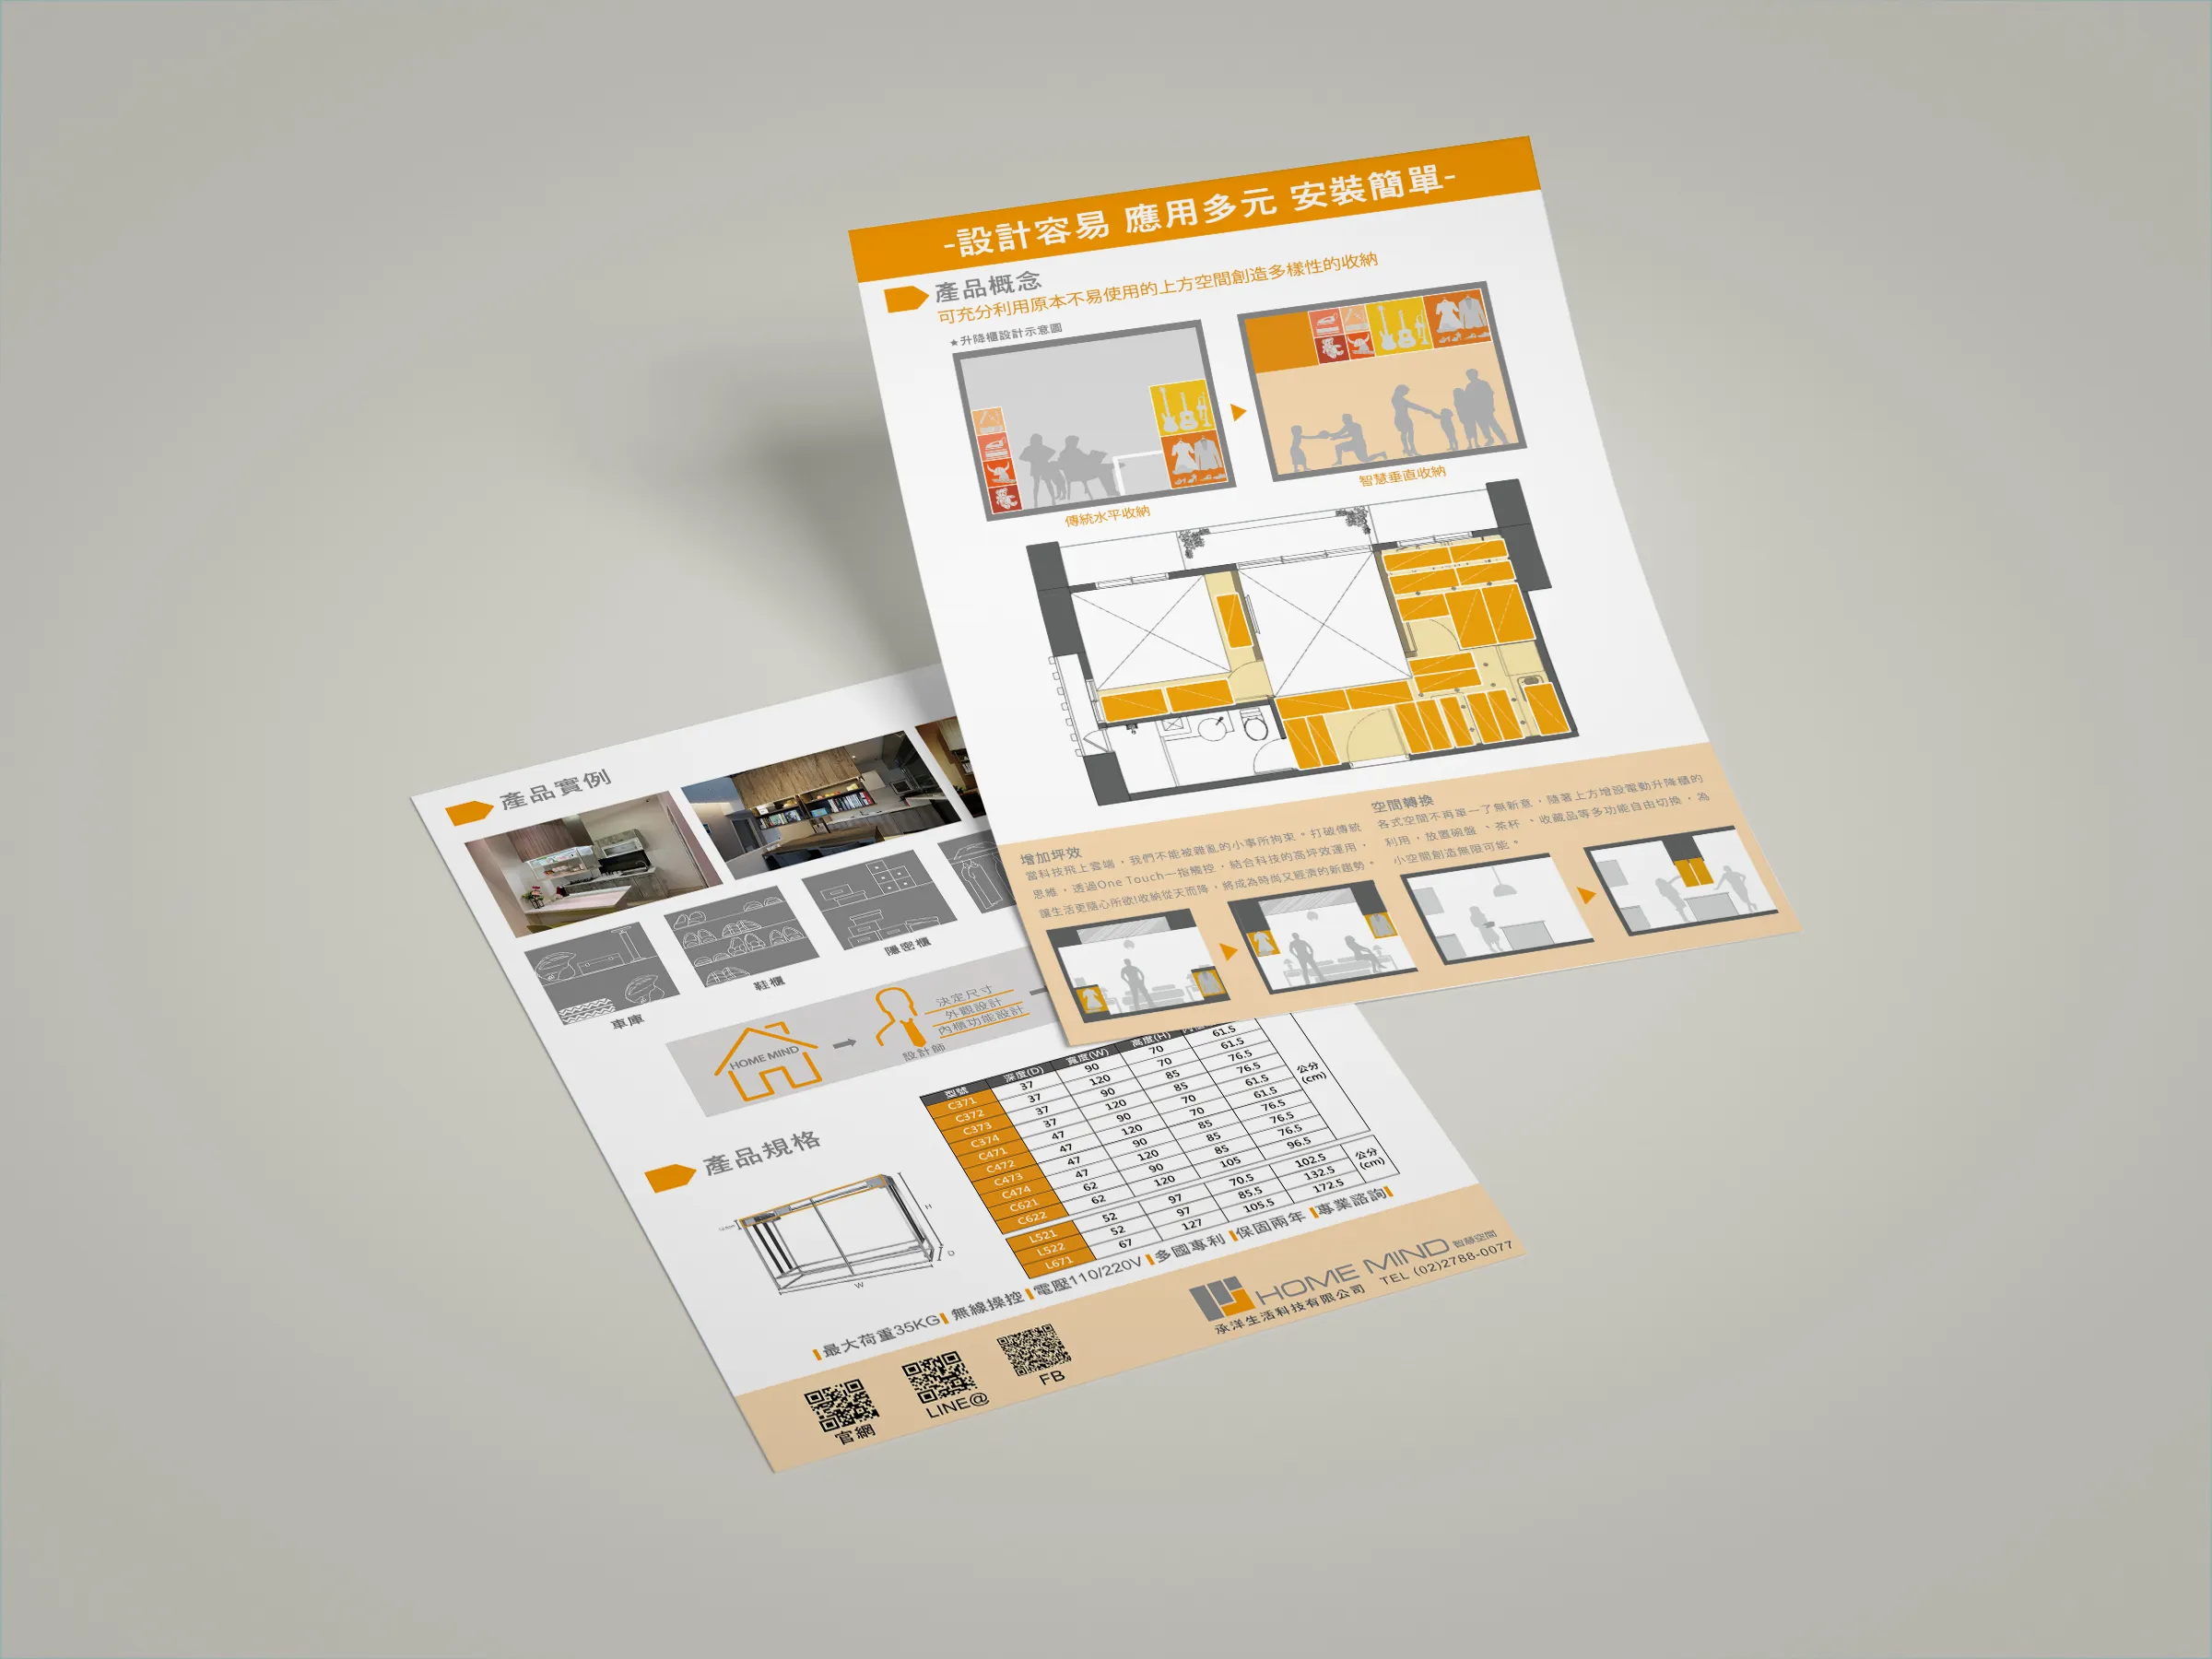 -設計容易 應用多元 安裝簡單-
產品概念
可充分利用原本不易使用的上方空間創造多樣性的收納
★升降櫃設計示意圖
傳統水平收納
智慧垂直收納
增加坪效
當科技飛上雲端，我們不能被雜亂的小事所拘束。打破傳統
思維，透過One Touch一指觸控，結合科技的高坪效運用，
讓生活更隨心所欲!收納從天而降，將成為時尚又經濟的新趨勢。
空間轉換
各式空間不再單一了無新意，隨著上方增設電動升降櫃的
利用，放置碗盤、茶杯、收藏品等多功能自由切換，為
小空間創造無限可能。
產品實例
車庫
鞋櫃
隱密櫃
HOME MIND
設計師
決定尺寸
外觀設計
內櫃功能設計
產品規格
H
D
W
型號 深度(D) 寬度(W) 高度(H)
C371 37 90 70 61.5
C372 37 120 70 61.5
C373 37 90 85 76.5
C374 37 120 85 76.5
C471 47 90 70 61.5
C472 47 120 70 61.5
C473 47 90 85 76.5
C474 47 120 85 76.5
C621 62 90 85 76.5
C622 62 120 105 96.5
公分
(cm)
L521 52 97 70.5 102.5
L522 52 97 85.5 132.5
L671 67 127 105.5 172.5
公分
(cm)
最大荷重35KG 無線操控 電壓110/220V 多國專利 保固兩年 專業諮詢
官網
LINE@
FB
HOME MIND 智慧空間
承洋生活科技有限公司 TEL (02)2788-0077